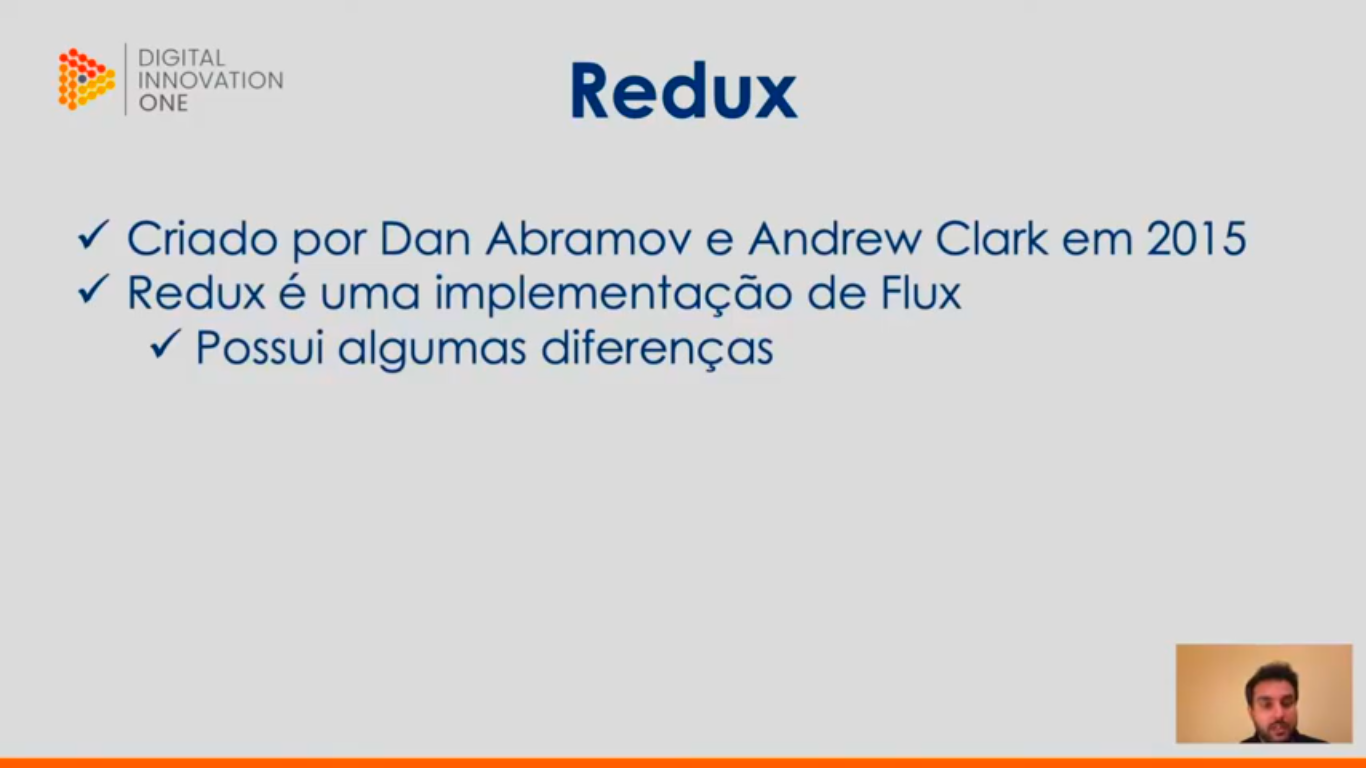 DIGITAL
INNOVATION
ONE
Redux
✓ Criado por Dan Abramov e Andrew Clark em 2015
✓ Redux é uma implementação de Flux
✓ Possui algumas diferenças